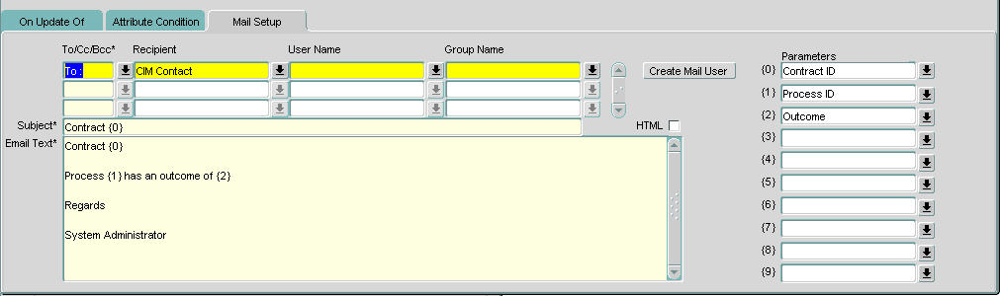 On Update Of Attribute Condition Mail Setup
To/Cc/Bcc* Recipient User Name Group Name
To : CIM Contact
Create Mail User
Subject* Contract {0}
HTML
Email Text* Contract {0}
Process {1} has an outcome of {2}
Regards
System Administrator
Parameters
{0} Contract ID
{1} Process ID
{2} Outcome
{3}
{4}
{5}
{6}
{7}
{8}
{9}